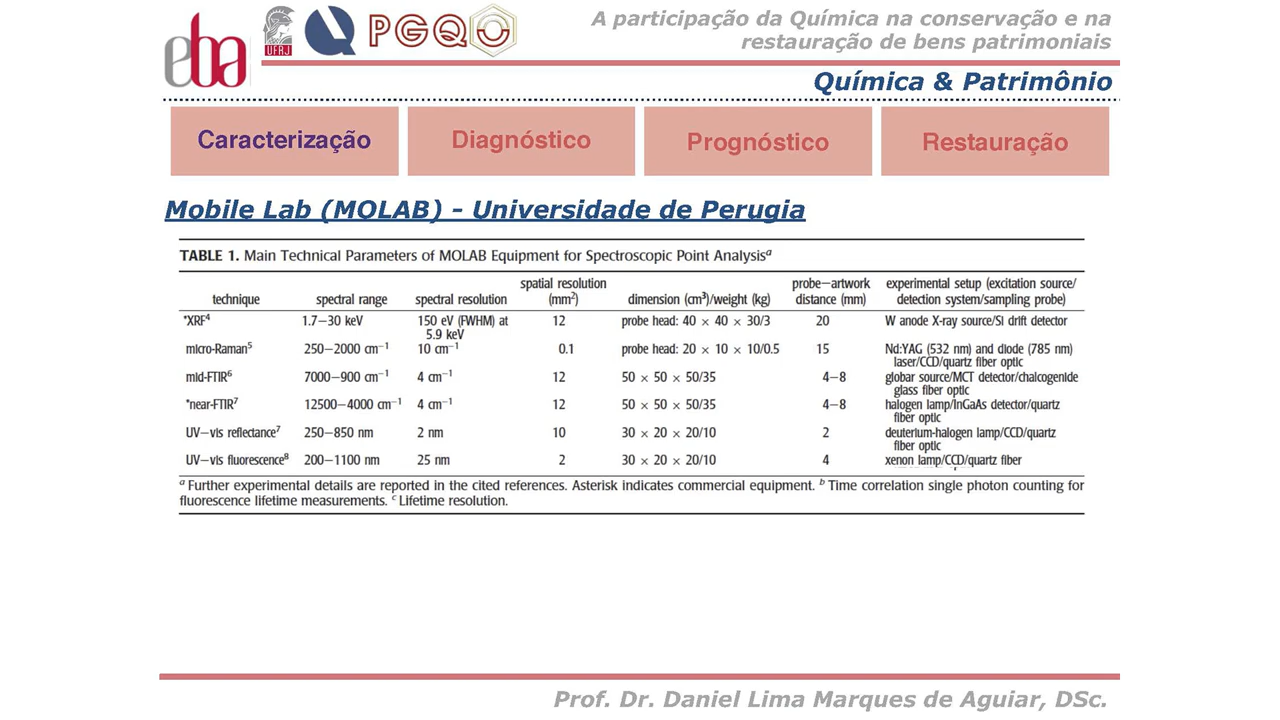 eba
UFRJ
PGQ
A participação da Química na conservação e na
restauração de bens patrimoniais
Química & Patrimônio
Caracterização
Diagnóstico
Prognóstico
Restauração
Mobile Lab (MOLAB) - Universidade de Perugia
TABLE 1. Main Technical Parameters of MOLAB Equipment for Spectroscopic Point Analysisᵃ
technique spectral range spectral resolution spatial resolution (mm²) dimension (cm³)/weight (kg) probe–artwork distance (mm) experimental setup (excitation source/ detection system/sampling probe)
*XRF⁴ 1.7–30 keV 150 eV (FWHM) at 5.9 keV 12 probe head: 40 × 40 × 30/3 20 W anode X-ray source/Si drift detector
micro-Raman⁵ 250–2000 cm⁻¹ 10 cm⁻¹ 0.1 probe head: 20 × 10 × 10/0.5 15 Nd:YAG (532 nm) and diode (785 nm) laser/CCD/quartz fiber optic
mid-FTIR⁶ 7000–900 cm⁻¹ 4 cm⁻¹ 12 50 × 50 × 50/35 4–8 globar source/MCT detector/chalcogenide glass fiber optic
*near-FTIR⁷ 12500–4000 cm⁻¹ 4 cm⁻¹ 12 50 × 50 × 50/35 4–8 halogen lamp/InGaAs detector/quartz fiber optic
UV–vis reflectance⁷ 250–850 nm 2 nm 10 30 × 20 × 20/10 2 deuterium-halogen lamp/CCD/quartz fiber optic
UV–vis fluorescence⁸ 200–1100 nm 25 nm 2 30 × 20 × 20/10 4 xenon lamp/CCD/quartz fiber
ᵃ Further experimental details are reported in the cited references. Asterisk indicates commercial equipment. ᵇ Time correlation single photon counting for
fluorescence lifetime measurements. ᶜ Lifetime resolution.
Prof. Dr. Daniel Lima Marques de Aguiar, DSc.